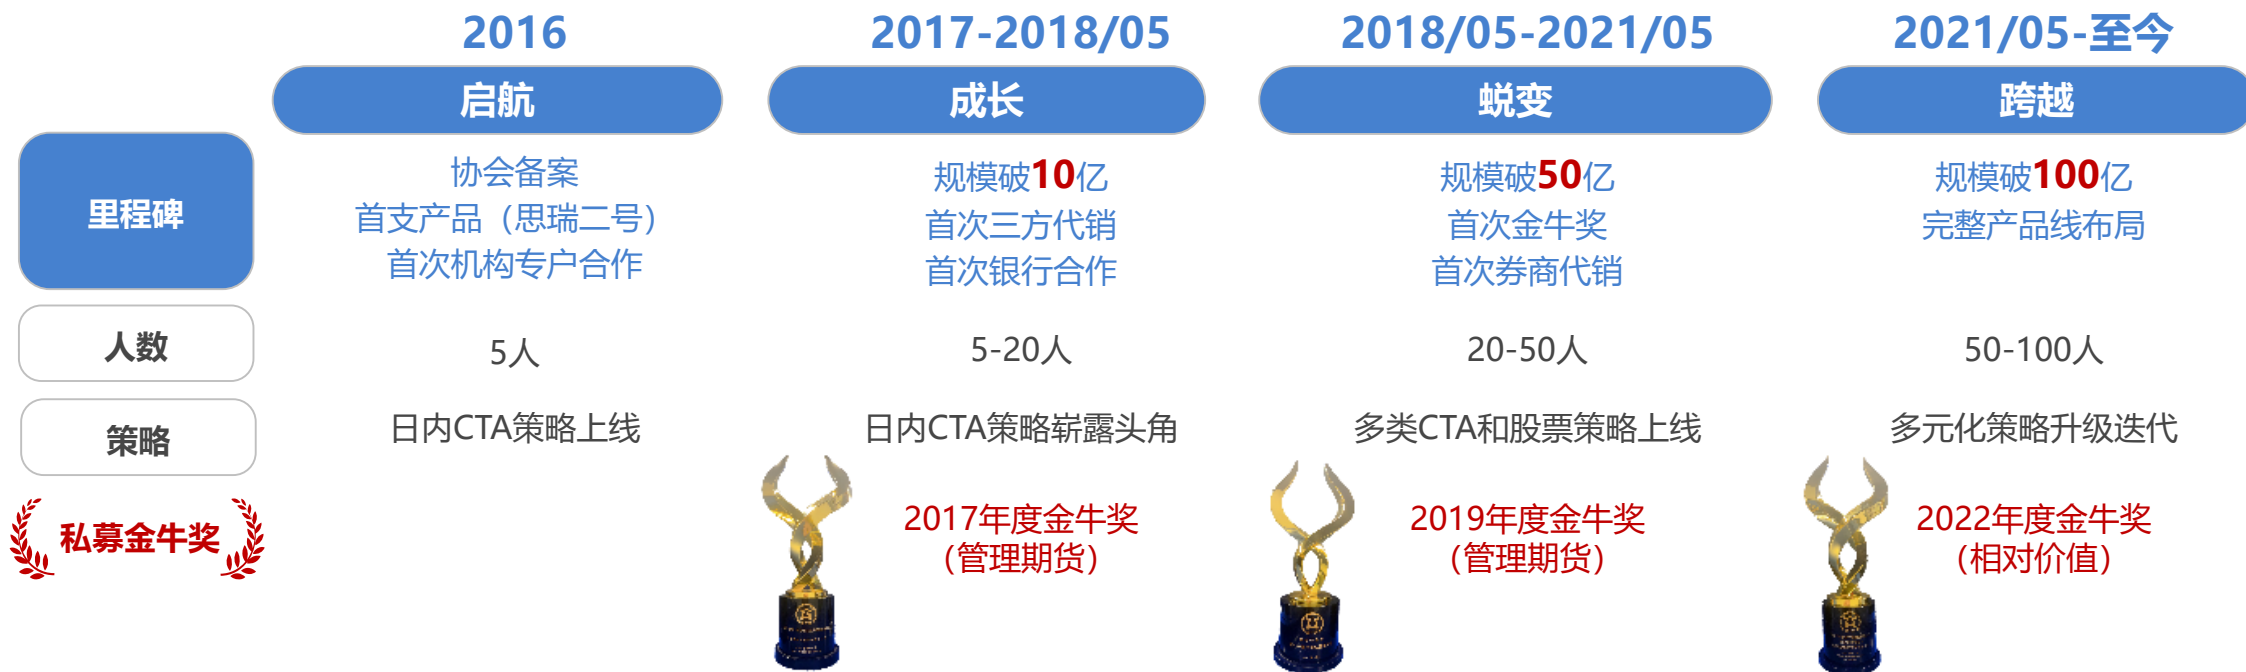 2016
2017-2018/05
2018/05-2021/05
2021/05-至今
启航
成长
蜕变
跨越
里程碑
协会备案
首支产品（思瑞二号）
首次机构专户合作
规模破10亿
首次三方代销
首次银行合作
规模破50亿
首次金牛奖
首次券商代销
规模破100亿
完整产品线布局
人数
5人
5-20人
20-50人
50-100人
策略
日内CTA策略上线
日内CTA策略崭露头角
多类CTA和股票策略上线
多元化策略升级迭代
私募金牛奖
2017年度金牛奖
（管理期货）
2019年度金牛奖
（管理期货）
2022年度金牛奖
（相对价值）